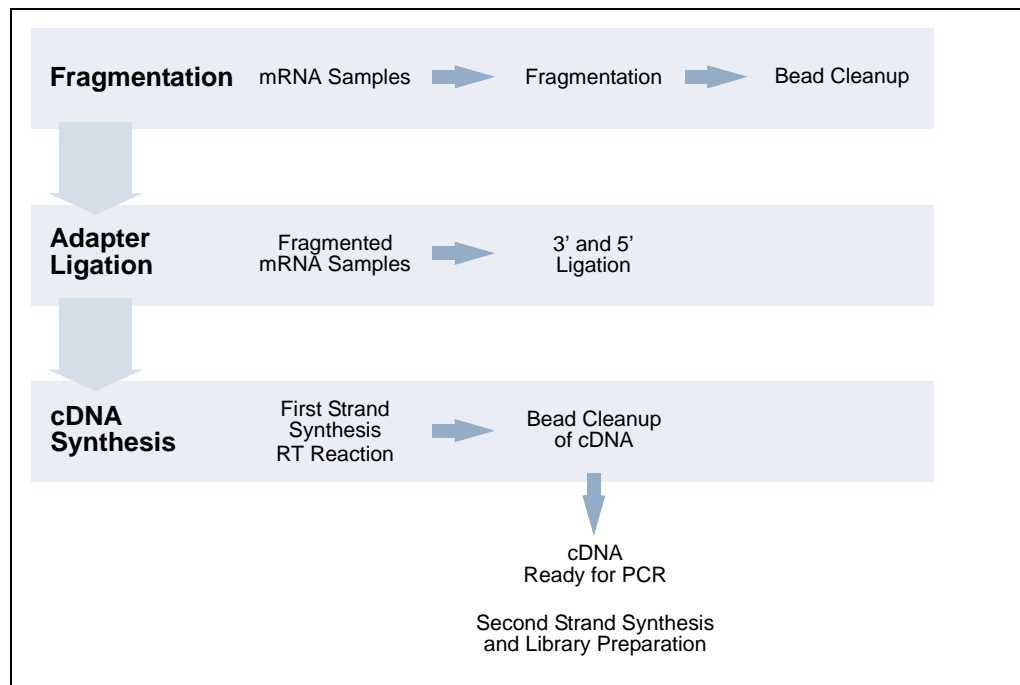 Fragmentation
mRNA Samples
Fragmentation
Bead Cleanup
Adapter
Ligation
Fragmented
mRNA Samples
3’ and 5’
Ligation
cDNA
Synthesis
First Strand
Synthesis
RT Reaction
Bead Cleanup
of cDNA
cDNA
Ready for PCR
Second Strand Synthesis
and Library Preparation